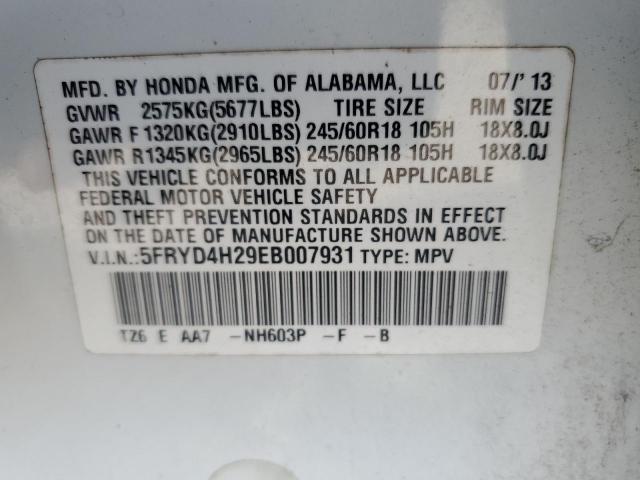 MFD. BY HONDA MFG. OF ALABAMA, LLC 07/'13
GVWR 2575KG(5677LBS) TIRE SIZE RIM SIZE
GAWR F 1320KG(2910LBS) 245/60R18 105H 18X8.0J
GAWR R1345KG(2965LBS) 245/60R18 105H 18X8.0J
THIS VEHICLE CONFORMS TO ALL APPLICABLE
FEDERAL MOTOR VEHICLE SAFETY
AND THEFT PREVENTION STANDARDS IN EFFECT
ON THE DATE OF MANUFACTURE SHOWN ABOVE.
V.I.N.:5FRYD4H29EB007931 TYPE: MPV
TZ6 E AA7 -NH603P -F -B